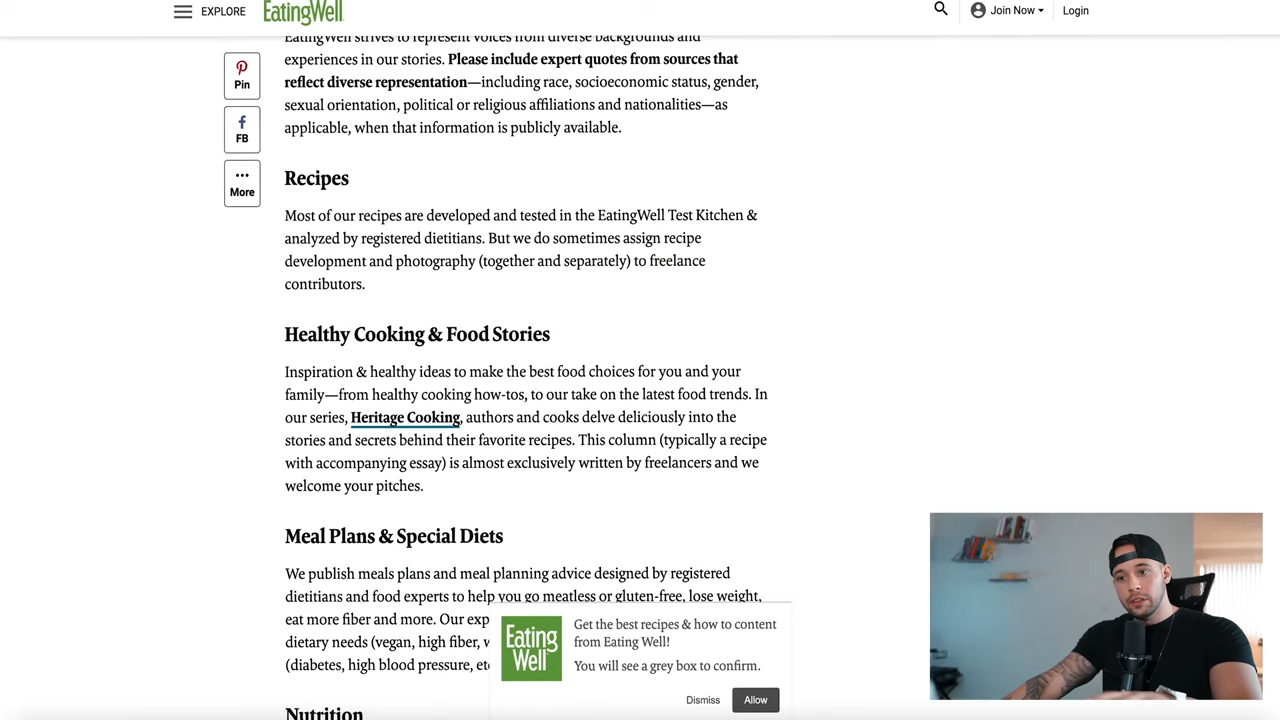 EXPLORE
EatingWell
Join Now
Login
EatingWell strives to represent voices from diverse backgrounds and
experiences in our stories. Please include expert quotes from sources that
reflect diverse representation—including race, socioeconomic status, gender,
sexual orientation, political or religious affiliations and nationalities—as
applicable, when that information is publicly available.
Pin
FB
More
Recipes
Most of our recipes are developed and tested in the EatingWell Test Kitchen &
analyzed by registered dietitians. But we do sometimes assign recipe
development and photography (together and separately) to freelance
contributors.
Healthy Cooking & Food Stories
Inspiration & healthy ideas to make the best food choices for you and your
family—from healthy cooking how-tos, to our take on the latest food trends. In
our series, Heritage Cooking, authors and cooks delve deliciously into the
stories and secrets behind their favorite recipes. This column (typically a recipe
with accompanying essay) is almost exclusively written by freelancers and we
welcome your pitches.
Meal Plans & Special Diets
We publish meals plans and meal planning advice designed by registered
dietitians and food experts to help you go meatless or gluten-free, lose weight,
eat more fiber and more. Our exp
dietary needs (vegan, high fiber, w
(diabetes, high blood pressure, et
Eating
Well
Get the best recipes & how to content
from Eating Well!
You will see a grey box to confirm.
Dismiss
Allow
Nutrition